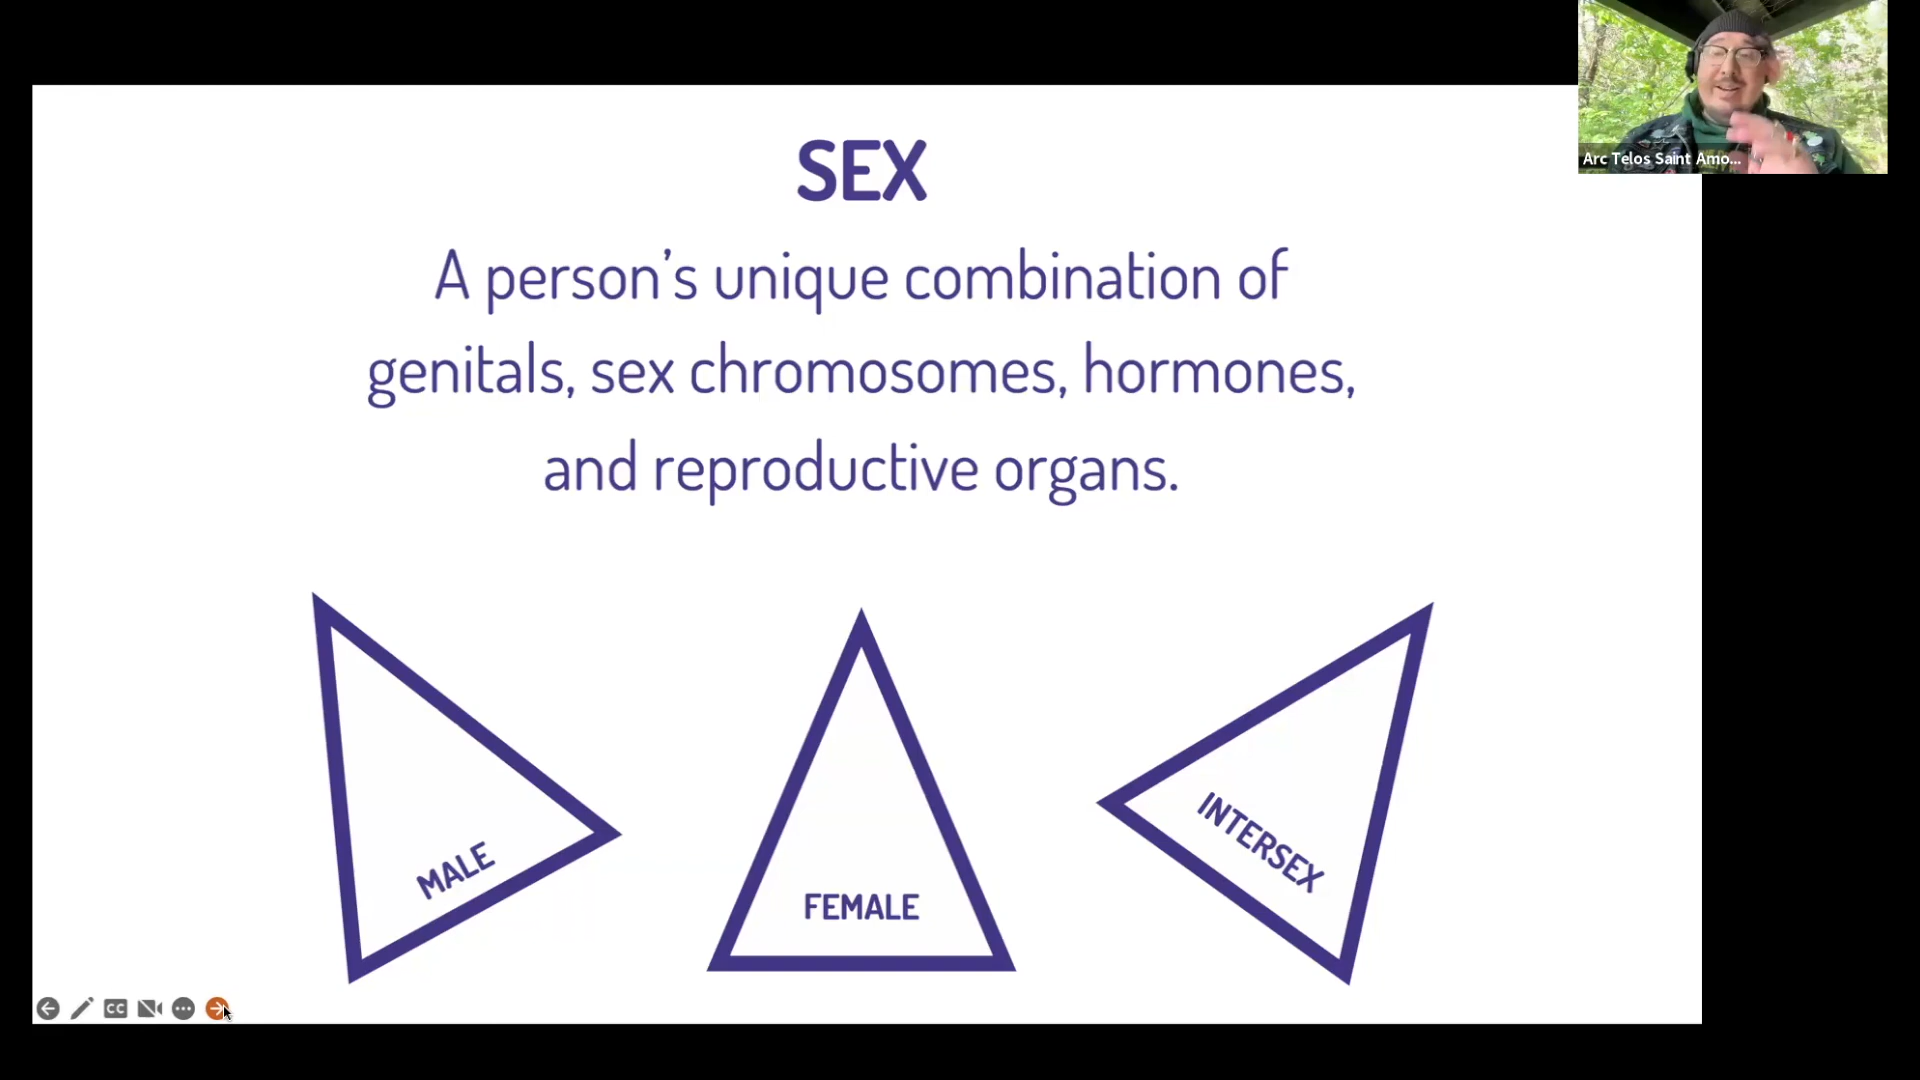 SEX
A person’s unique combination of
genitals, sex chromosomes, hormones,
and reproductive organs.
MALE
FEMALE
INTERSEX
Arc Telos Saint Amo...
CC